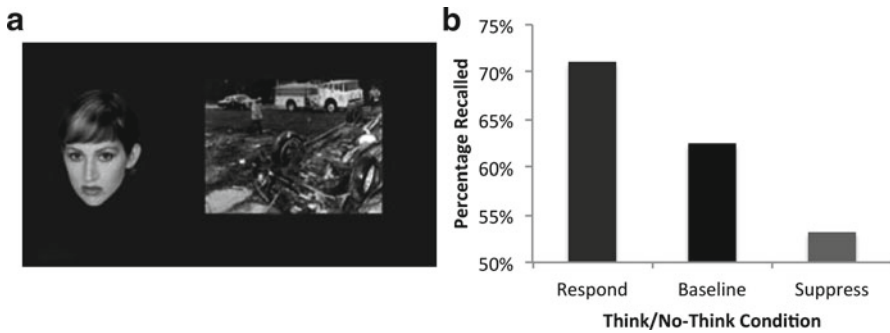 a
b
75%
70%
65%
60%
55%
50%
Percentage Recalled
Respond Baseline Suppress
Think/No-Think Condition